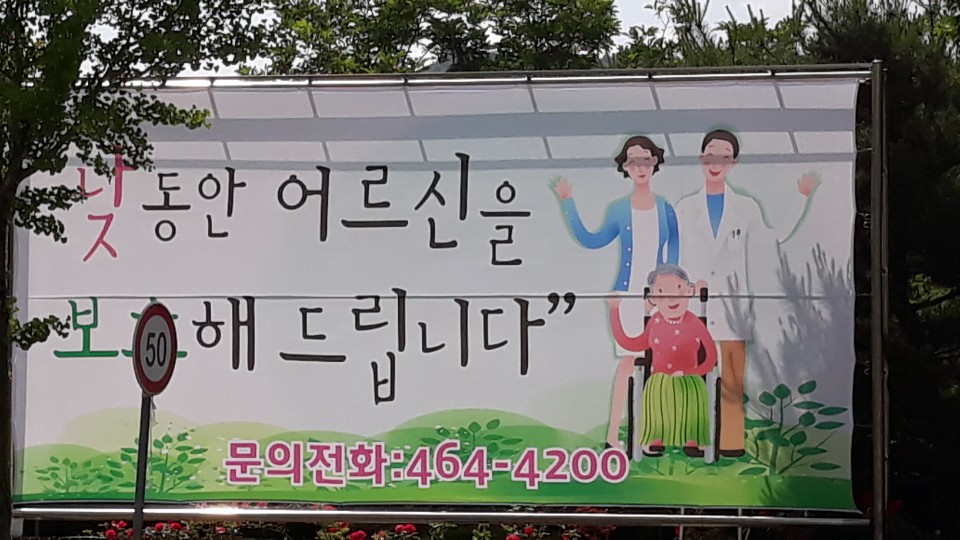 낮 동안 어르신을
보호해 드립니다”
문의전화:464-4200
50